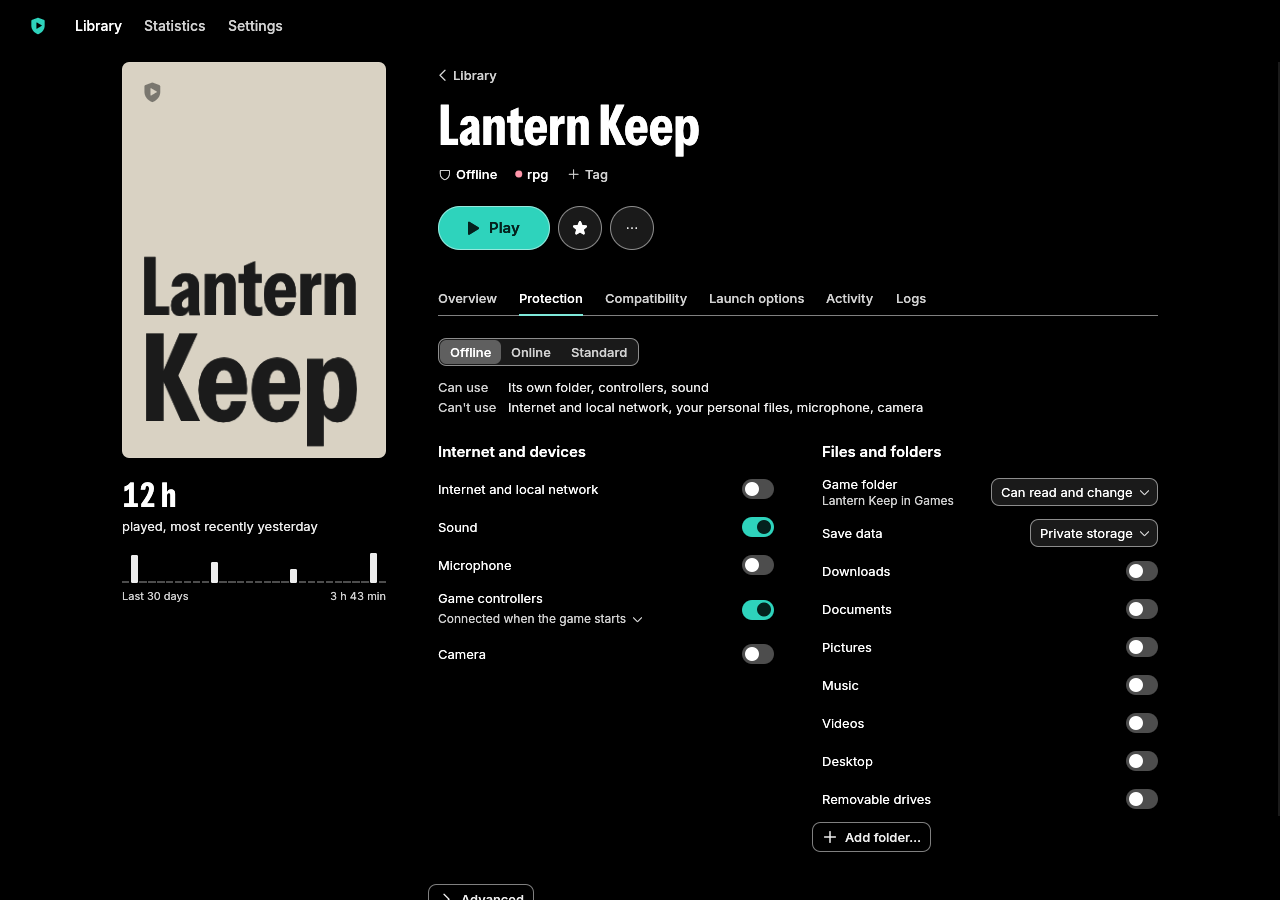 Library Statistics Settings
Lantern
Keep
12 h
played, most recently yesterday
Last 30 days 3 h 43 min
Library
Lantern Keep
Offline rpg Tag
Play
Overview Protection Compatibility Launch options Activity Logs
Offline Online Standard
Can use Its own folder, controllers, sound
Can't use Internet and local network, your personal files, microphone, camera
Internet and devices
Internet and local network
Sound
Microphone
Game controllers
Connected when the game starts
Camera
Files and folders
Game folder
Lantern Keep in Games
Can read and change
Save data Private storage
Downloads
Documents
Pictures
Music
Videos
Desktop
Removable drives
Add folder...
Advanced